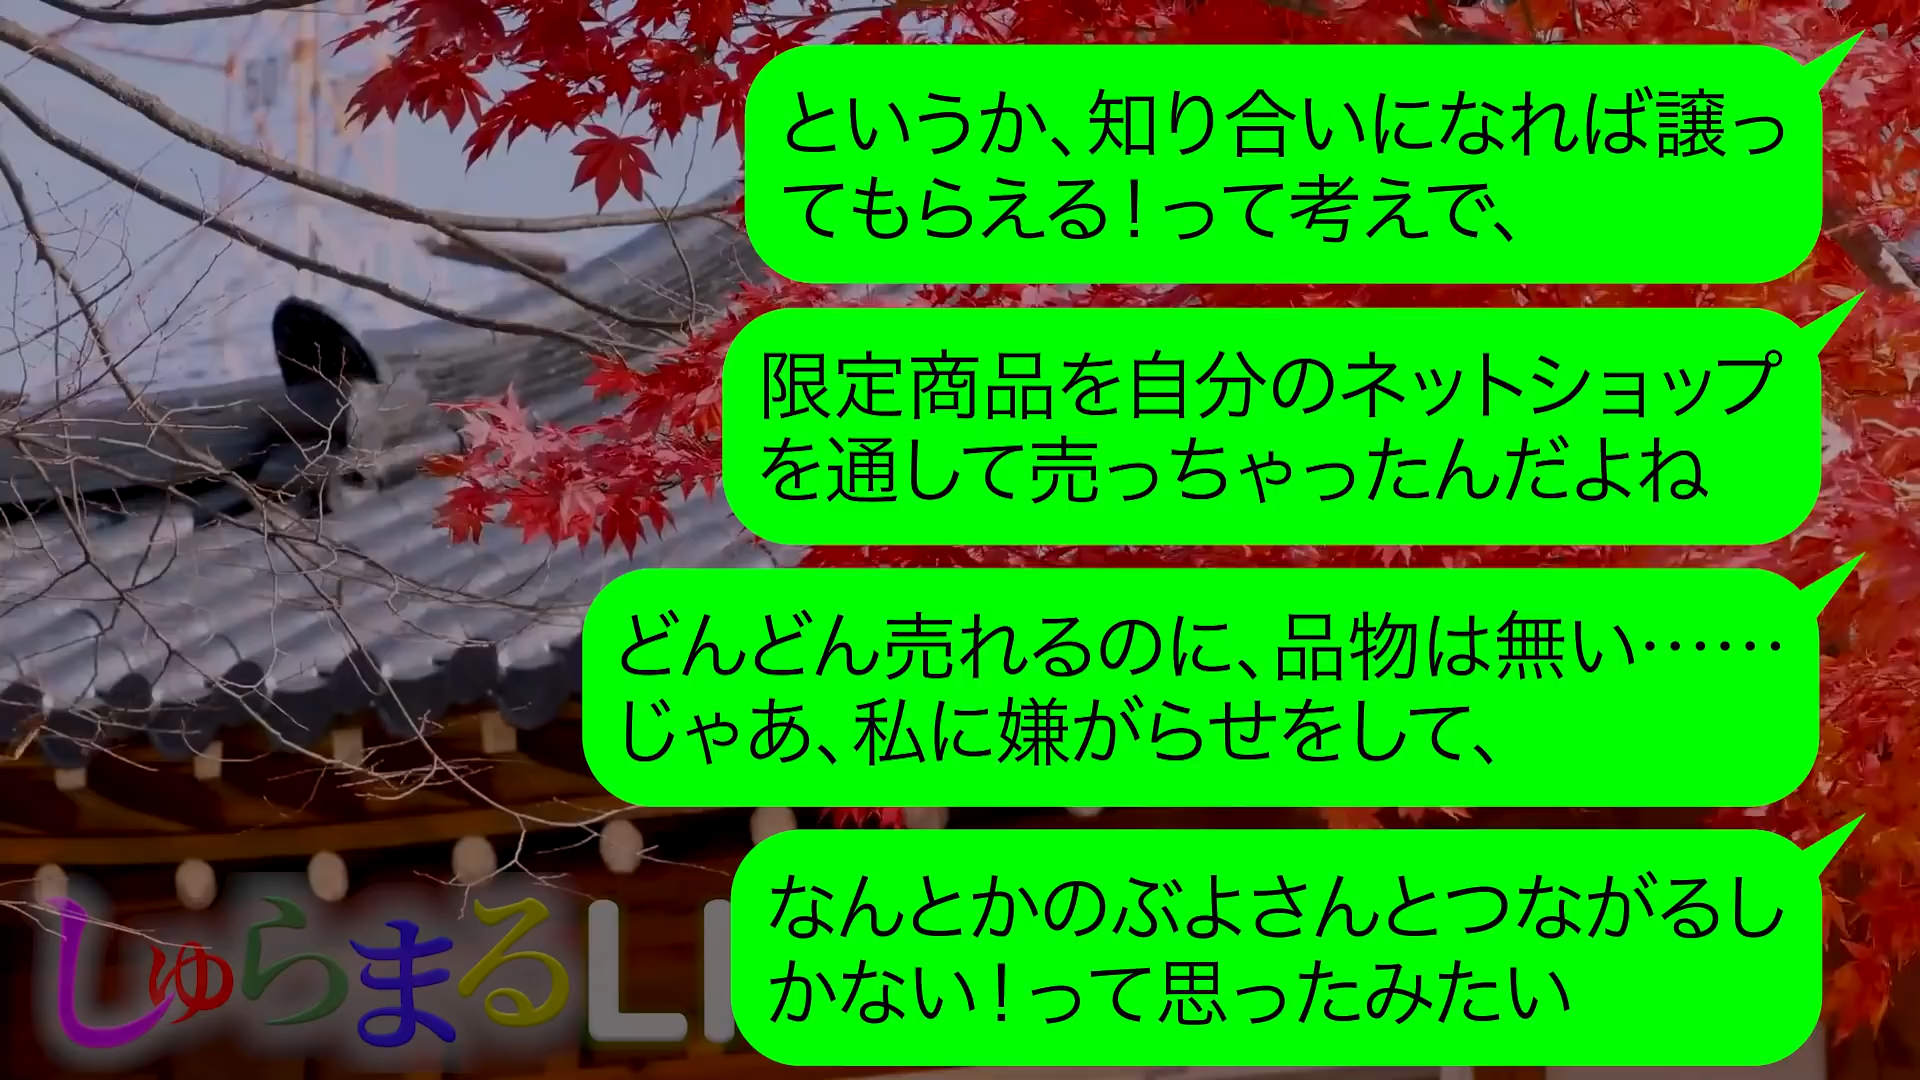 というか、知り合いになれば譲っ
てもらえる！って考えで、
限定商品を自分のネットショップ
を通して売っちゃったんだよね
どんどん売れるのに、品物は無い……
じゃあ、私に嫌がらせをして、
なんとかのぶよさんとつながるし
かない！って思ったみたい
しゅらまるLI